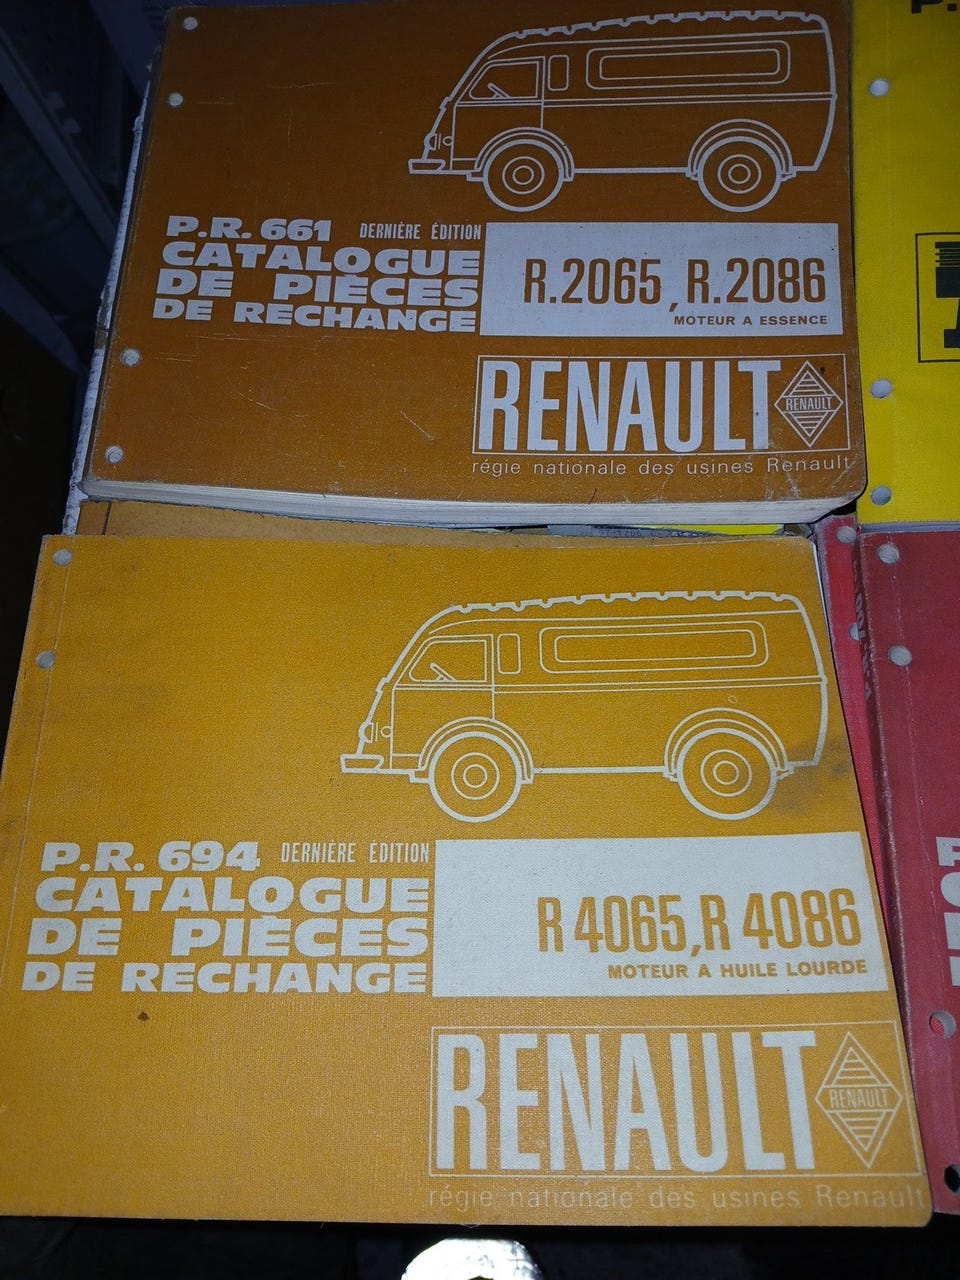 P.R. 661 DERNIÈRE ÉDITION
CATALOGUE
DE PIÈCES
DE RECHANGE
R.2065, R.2086
MOTEUR A ESSENCE
RENAULT
RENAULT
régie nationale des usines Renault
P.R. 694 DERNIÈRE ÉDITION
CATALOGUE
DE PIÈCES
DE RECHANGE
R 4065, R 4086
MOTEUR A HUILE LOURDE
RENAULT
RENAULT
régie nationale des usines Renault